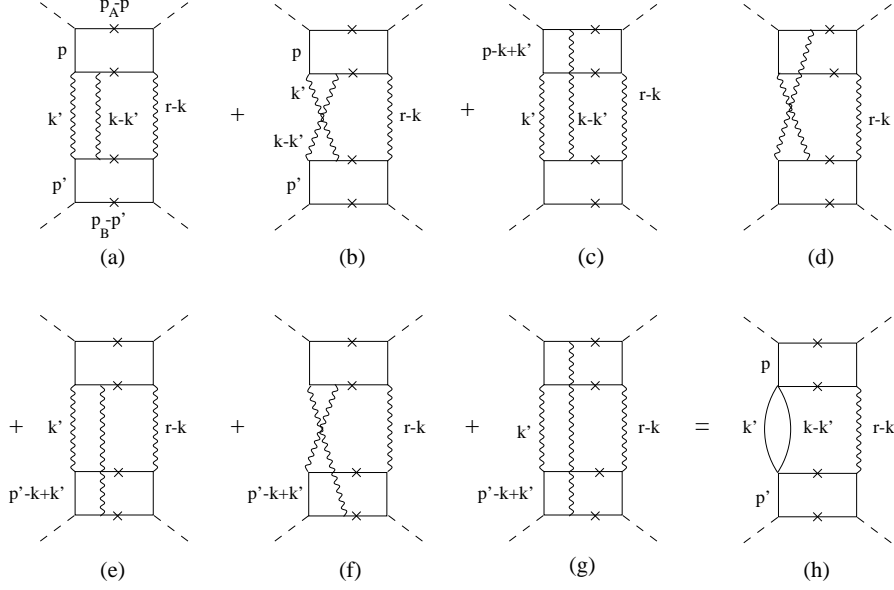 p_A-p
p
k'
k-k'
r-k
p'
p_B-p'
(a)
+
p
k'
k-k'
r-k
p'
(b)
+
p-k+k'
k'
k-k'
r-k
(c)
r-k
(d)
+
k'
r-k
p'-k+k'
(e)
+
r-k
p'-k+k'
(f)
+
k'
r-k
p'-k+k'
(g)
=
p
k'
k-k'
r-k
p'
(h)